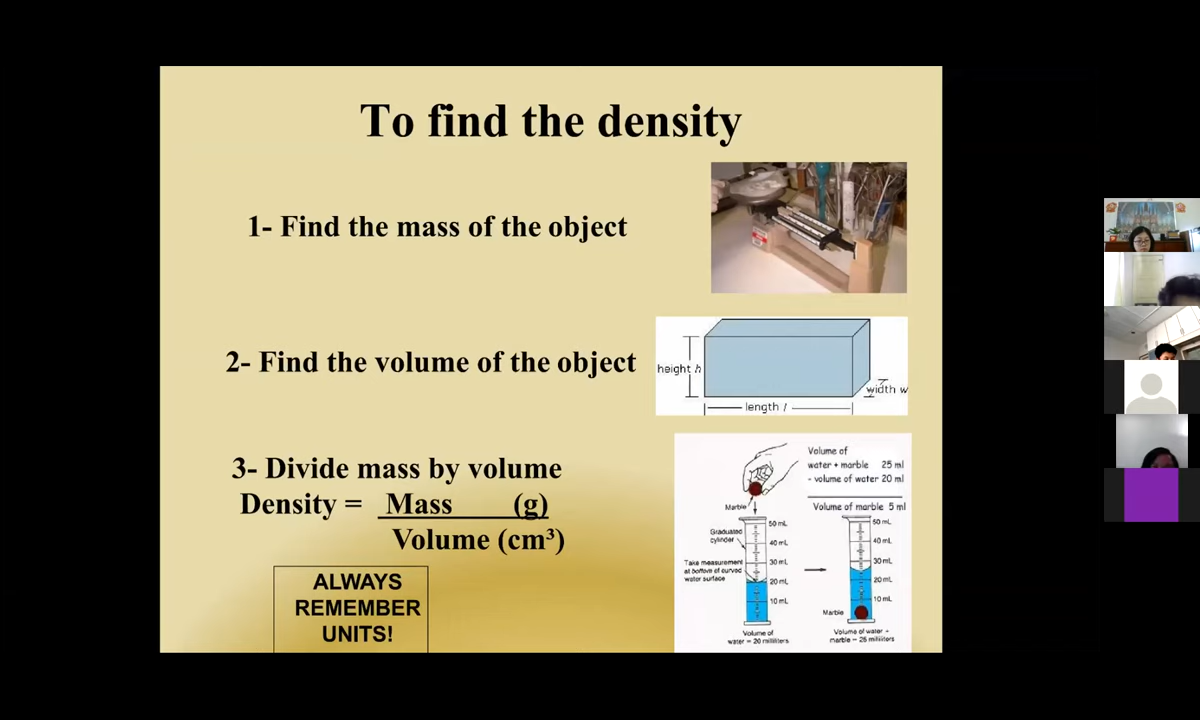 To find the density
1- Find the mass of the object
2- Find the volume of the object
height h
width w
length l
3- Divide mass by volume
Density = Mass (g)
Volume (cm³)
ALWAYS
REMEMBER
UNITS!
Volume of
water + marble 25 ml
- volume of water 20 ml
Volume of marble 5 ml
Marble
Graduated
cylinder
Take measurement
at bottom of curved
water surface
50 mL
40 mL
30 mL
20 mL
10 mL
Volume of
water = 20 milliliters
50 mL
40 mL
30 mL
20 mL
10 mL
Marble
Volume of water +
marble = 25 milliliters